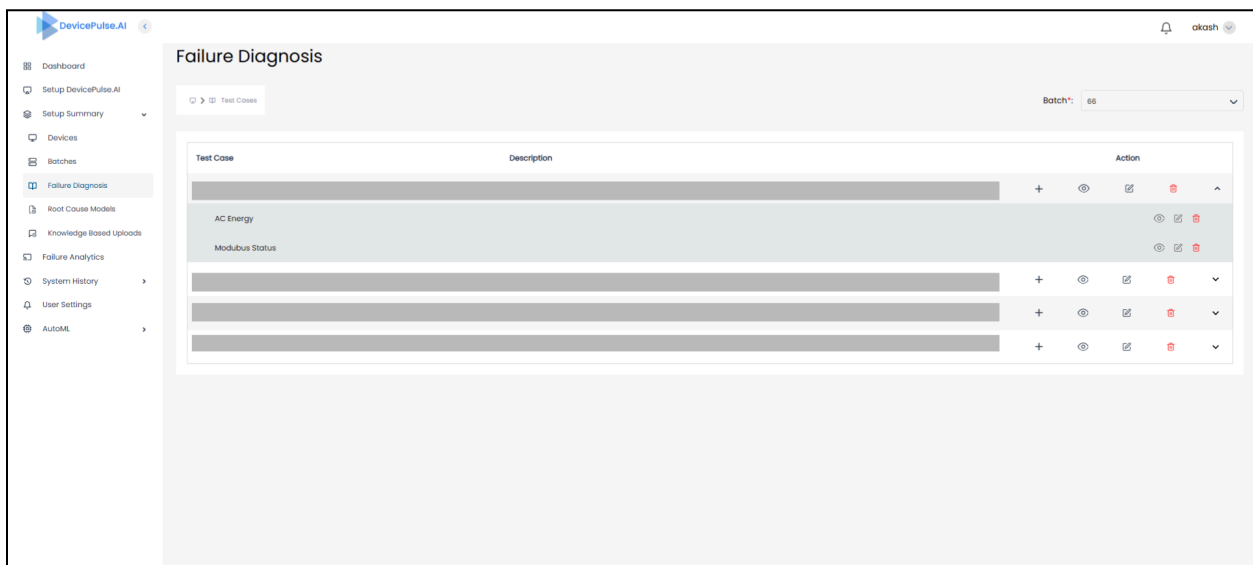 DevicePulse.AI
akash
Failure Diagnosis
Dashboard
Setup DevicePulse.AI
Setup Summary
Devices
Batches
Failure Diagnosis
Root Cause Models
Knowledge Based Uploads
Failure Analytics
System History
User Settings
AutoML
Test Cases
Batch*: 66
Test Case Description Action
AC Energy
Modubus Status